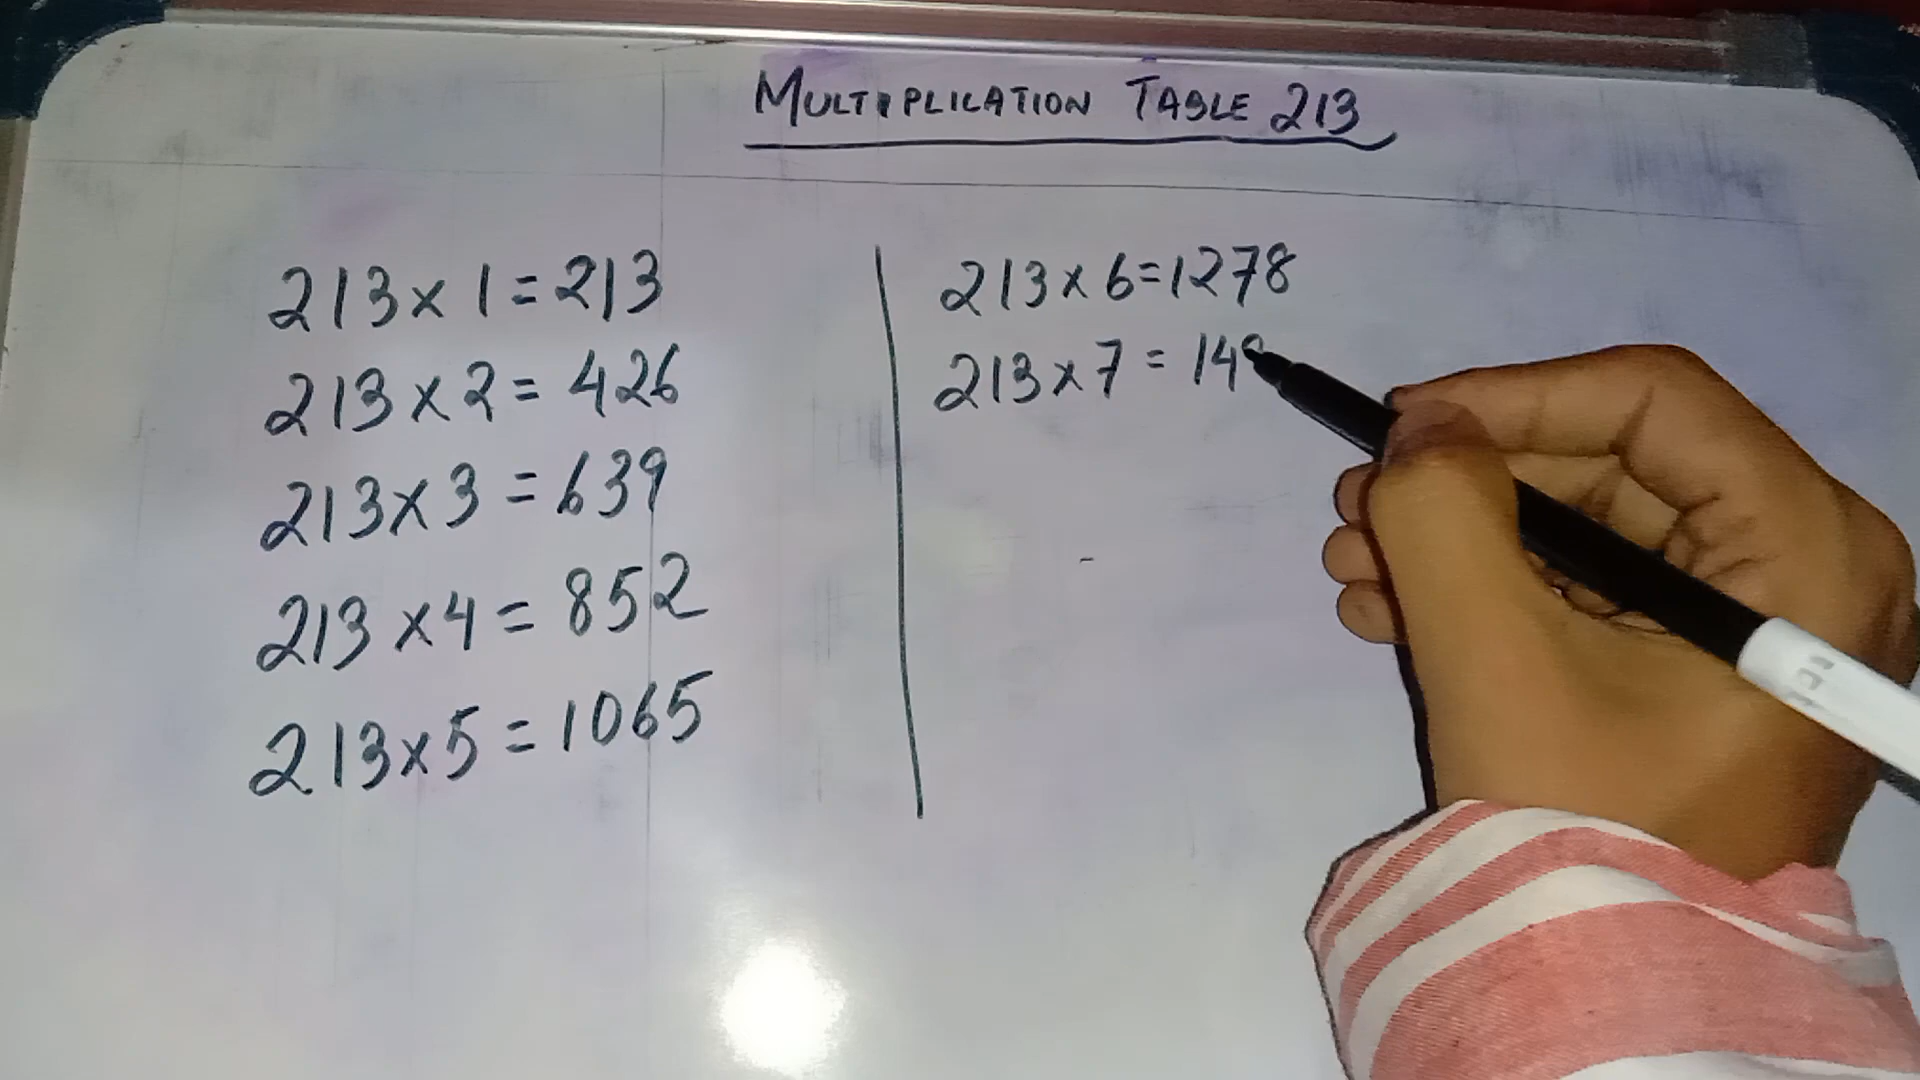 MULTIPLICATION TABLE 213
213 x 1 = 213
213 x 2 = 426
213 x 3 = 639
213 x 4 = 852
213 x 5 = 1065
213 x 6 = 1278
213 x 7 = 149